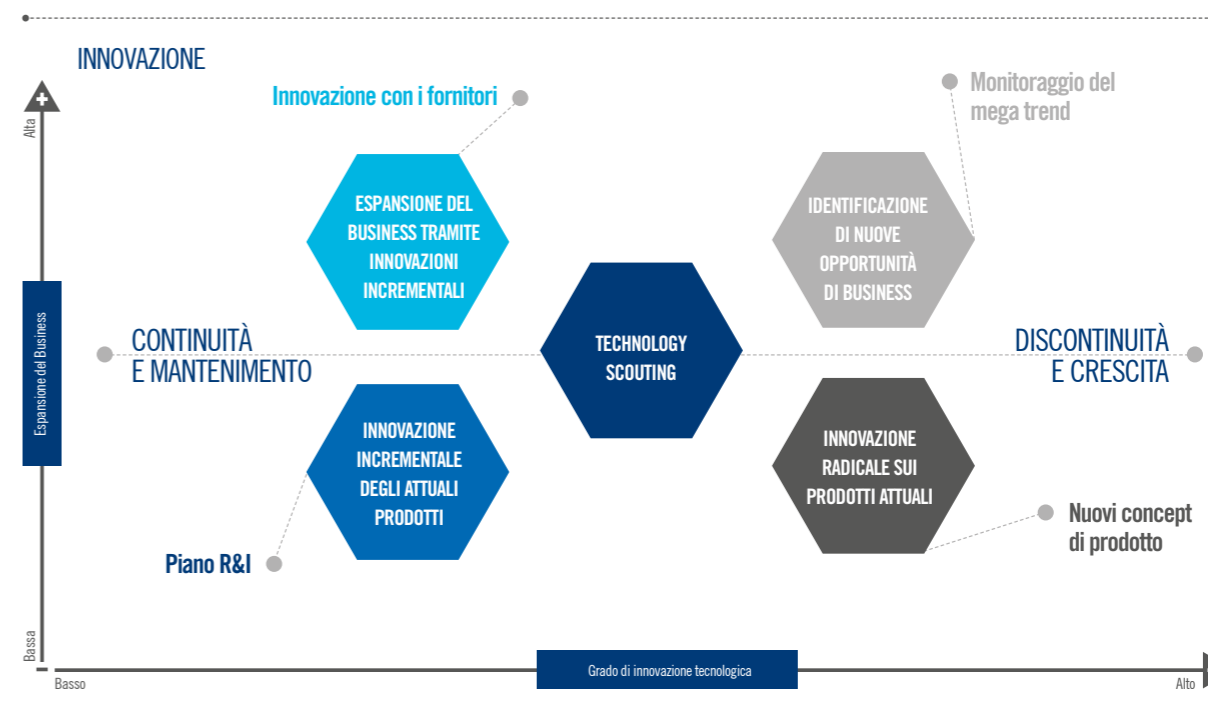 INNOVAZIONE
+
Alta
Innovazione con i fornitori
Monitoraggio del
mega trend
ESPANSIONE DEL
BUSINESS TRAMITE
INNOVAZIONI
INCREMENTALI
IDENTIFICAZIONE
DI NUOVE
OPPORTUNITÀ
DI BUSINESS
Espansione del Business
CONTINUITÀ
E MANTENIMENTO
TECHNOLOGY
SCOUTING
DISCONTINUITÀ
E CRESCITA
INNOVAZIONE
INCREMENTALE
DEGLI ATTUALI
PRODOTTI
INNOVAZIONE
RADICALE SUI
PRODOTTI ATTUALI
Piano R&I
Nuovi concept
di prodotto
Bassa
Basso
Grado di innovazione tecnologica
Alto